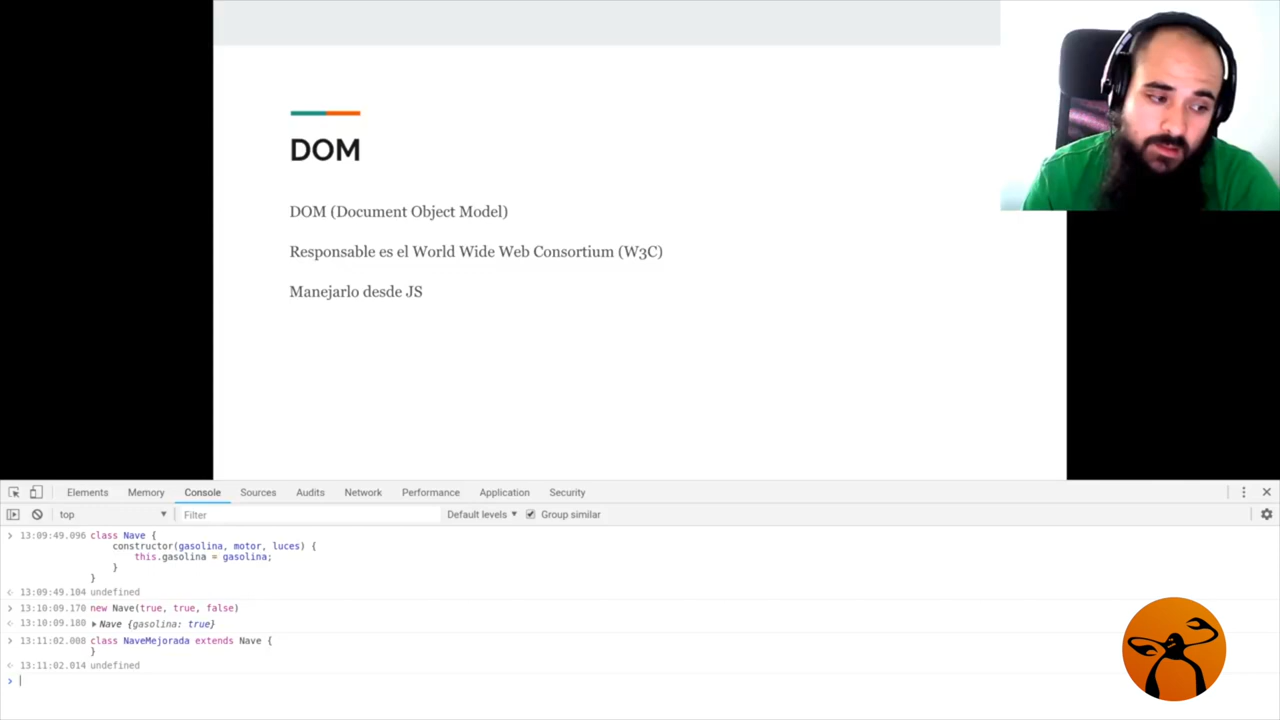 DOM
DOM (Document Object Model)
Responsable es el World Wide Web Consortium (W3C)
Manejarlo desde JS
Elements Memory Console Sources Audits Network Performance Application Security
top Filter Default levels Group similar
13:09:49.096 class Nave {
constructor(gasolina, motor, luces) {
this.gasolina = gasolina;
}
}
13:09:49.104 undefined
13:10:09.170 new Nave(true, true, false)
13:10:09.180 Nave {gasolina: true}
13:11:02.008 class NaveMejorada extends Nave {
}
13:11:02.014 undefined